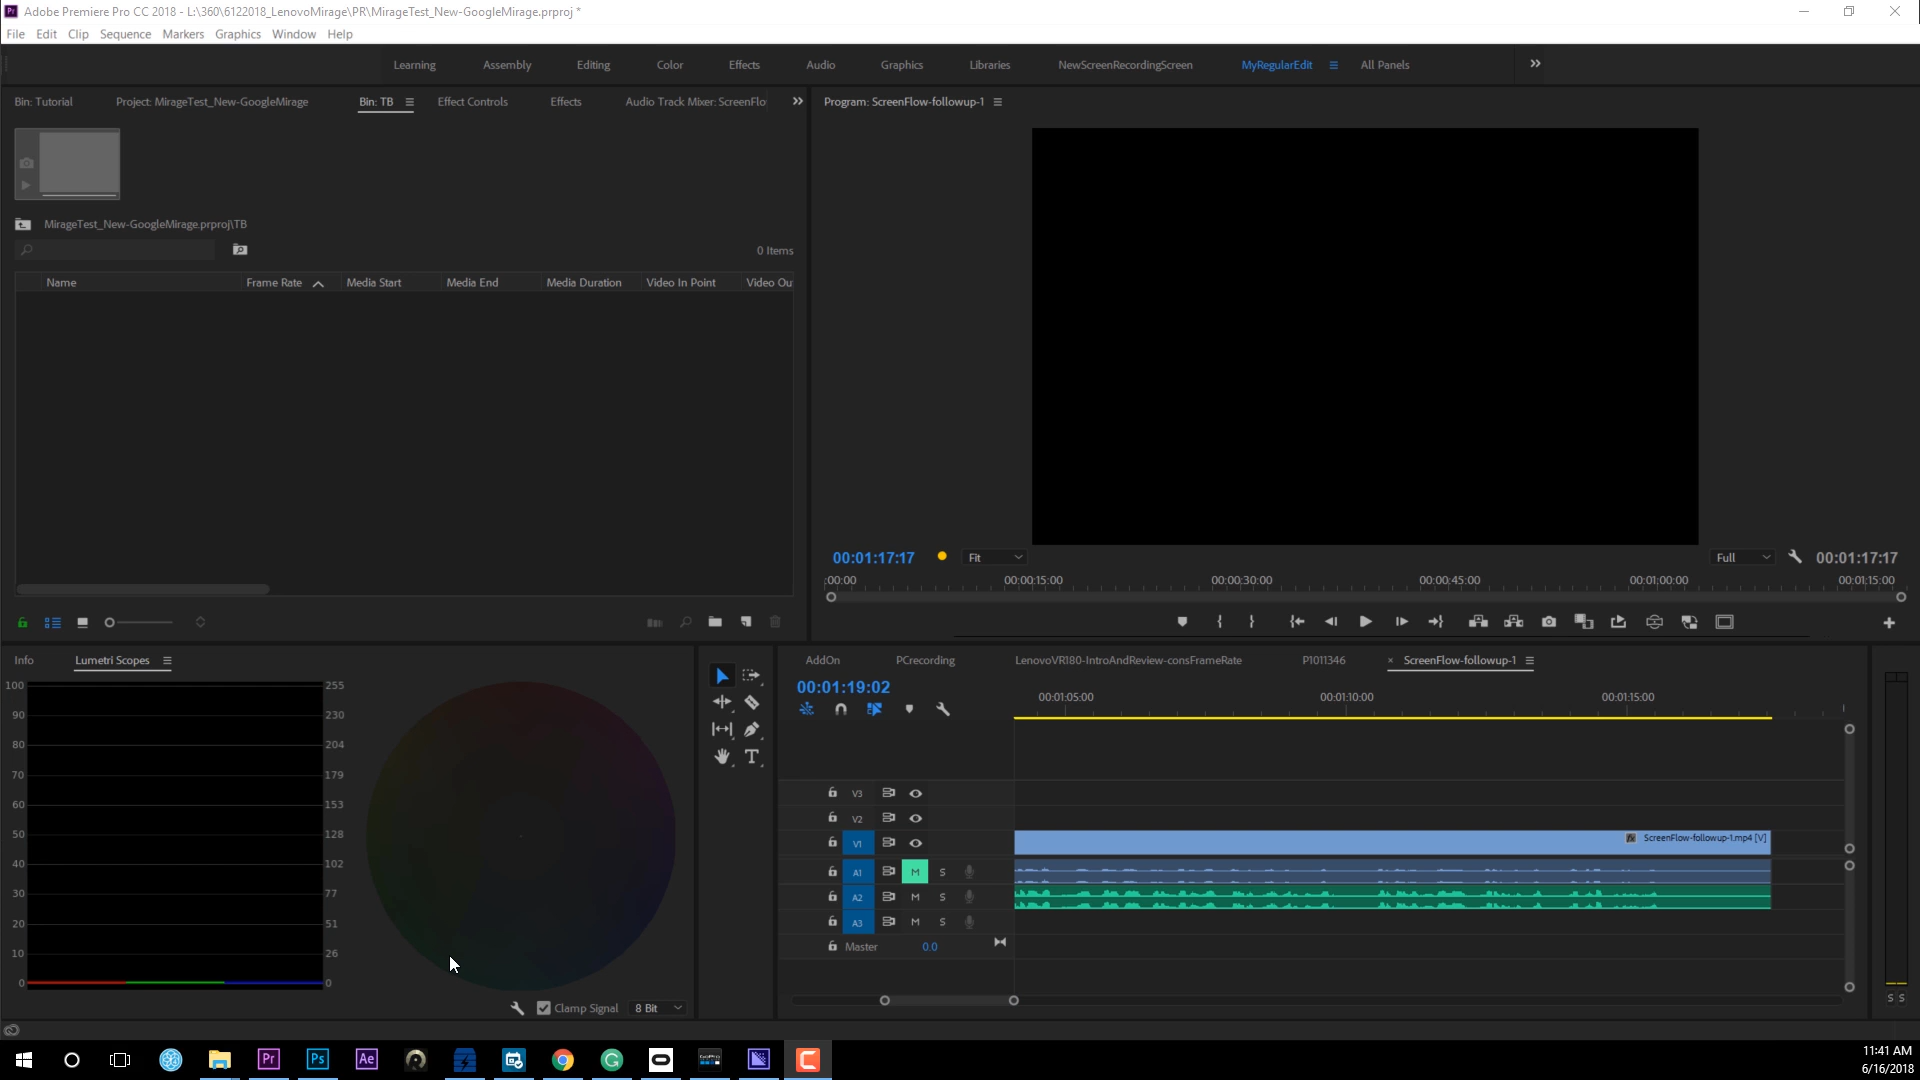 Adobe Premiere Pro CC 2018 - L:\360\6122018_LenovoMirage\PR\MirageTest_New-GoogleMirage.prproj *
File Edit Clip Sequence Markers Graphics Window Help
Learning Assembly Editing Color Effects Audio Graphics Libraries NewScreenRecordingScreen MyRegularEdit All Panels
Bin: Tutorial Project: MirageTest_New-GoogleMirage Bin: TB Effect Controls Effects Audio Track Mixer: ScreenFlo
Program: ScreenFlow-followup-1
MirageTest_New-GoogleMirage.prproj\TB
0 Items
Name Frame Rate Media Start Media End Media Duration Video In Point Video Ou
00:01:17:17 Fit Full 00:01:17:17
:00:00 00:00:15:00 00:00:30:00 00:00:45:00 00:01:00:00 00:01:15:00
Info Lumetri Scopes
100 255
90 230
80 204
70 179
60 153
50 128
40 102
30 77
20 51
10 26
0 0
Clamp Signal 8 Bit
AddOn PCrecording LenovoVR180-IntroAndReview-consFrameRate P1011346 × ScreenFlow-followup-1
00:01:19:02
00:01:05:00 00:01:10:00 00:01:15:00
V3
V2
V1 fx ScreenFlow-followup-1.mp4 [V]
A1 M S
A2 M S
A3 M S
Master 0.0
S S
Pr Ps Ae
11:41 AM
6/16/2018